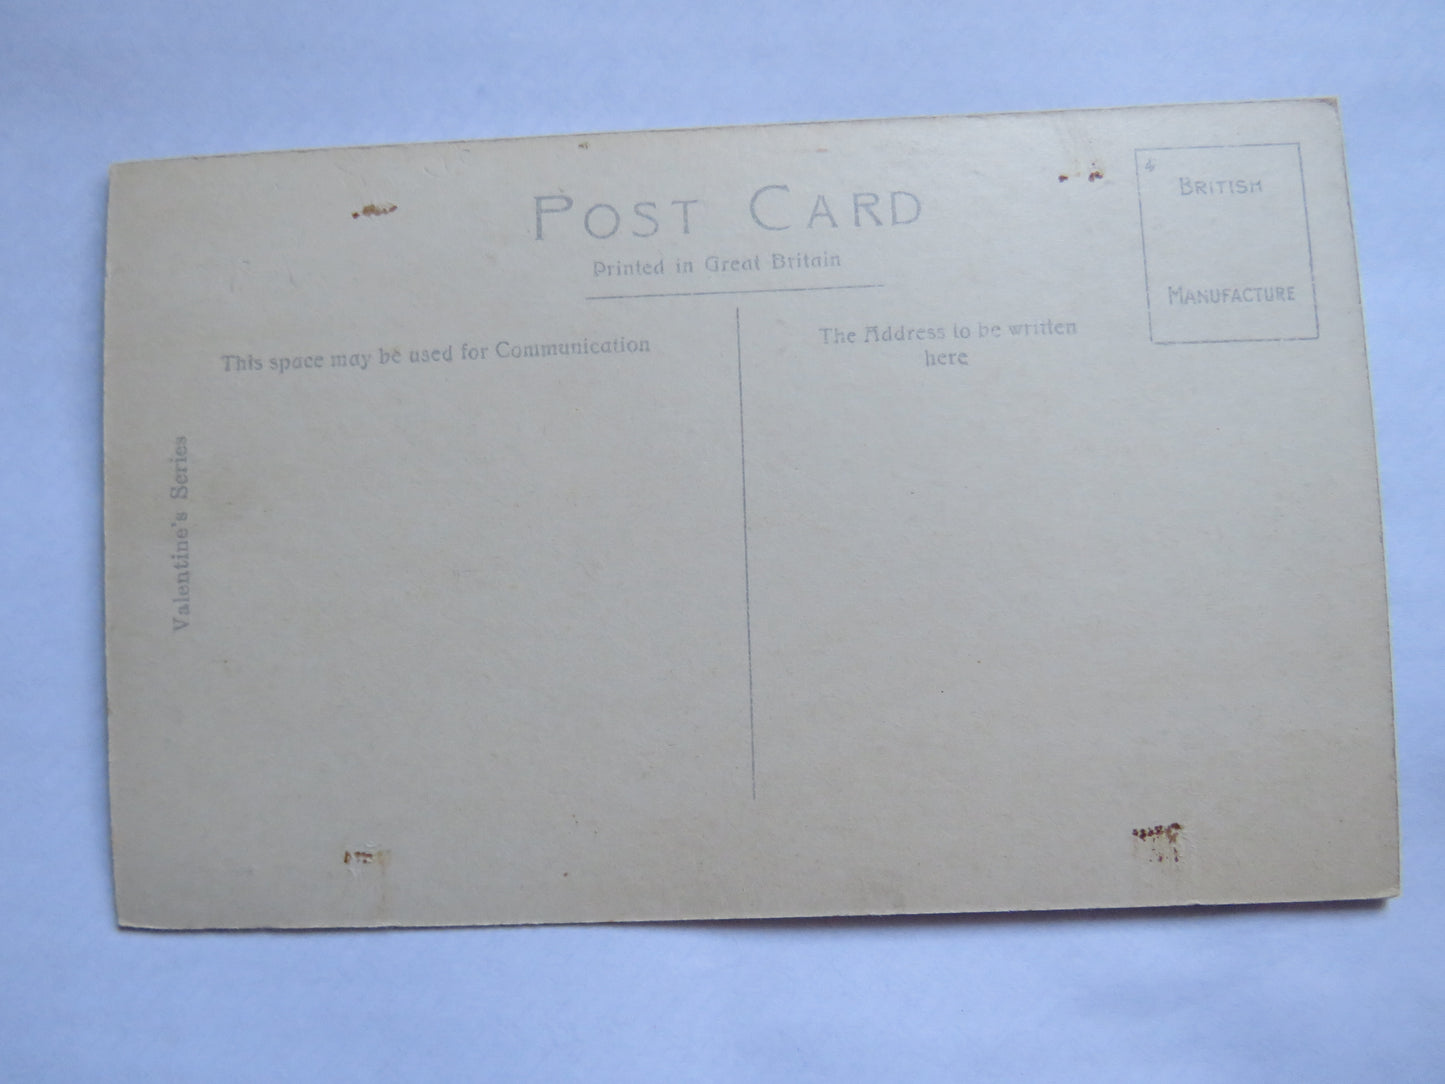 POST CARD
Printed in Great Britain
This space may be used for Communication
The Address to be written
here
4
BRITISH
MANUFACTURE
Valentine's Series